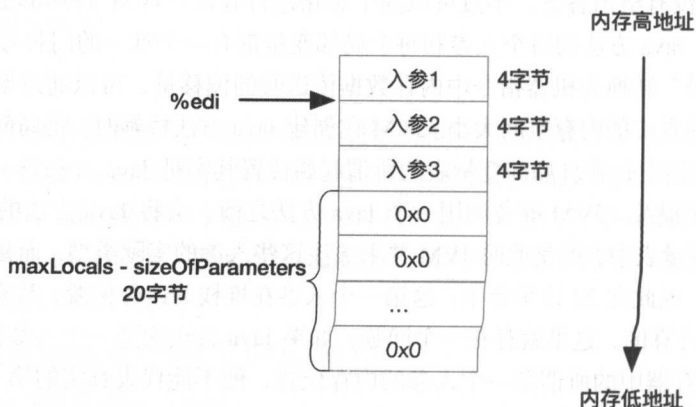 内存高地址
入参1 4字节
%edi
入参2 4字节
入参3 4字节
0x0
0x0
maxLocals - sizeOfParameters
20字节
...
0x0
内存低地址